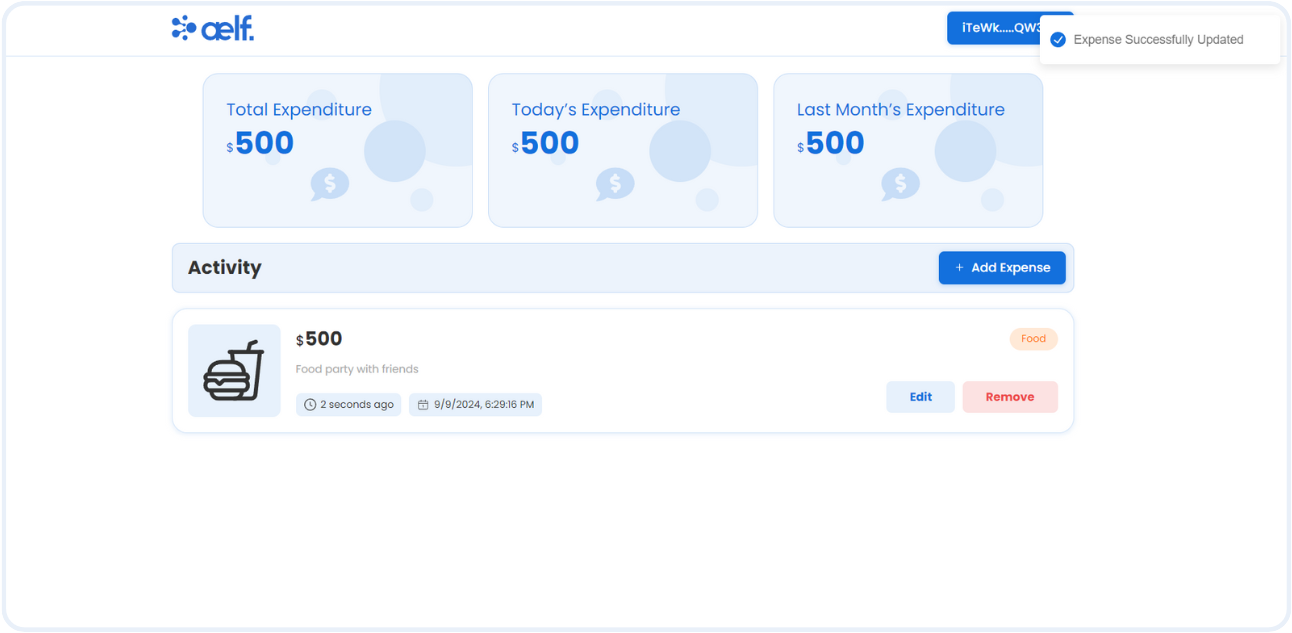 aelf.
iTeWk.....QW3
Expense Successfully Updated
Total Expenditure
$500
Today’s Expenditure
$500
Last Month’s Expenditure
$500
$
$
$
Activity
+ Add Expense
$500
Food
Food party with friends
2 seconds ago
9/9/2024, 6:29:16 PM
Edit
Remove